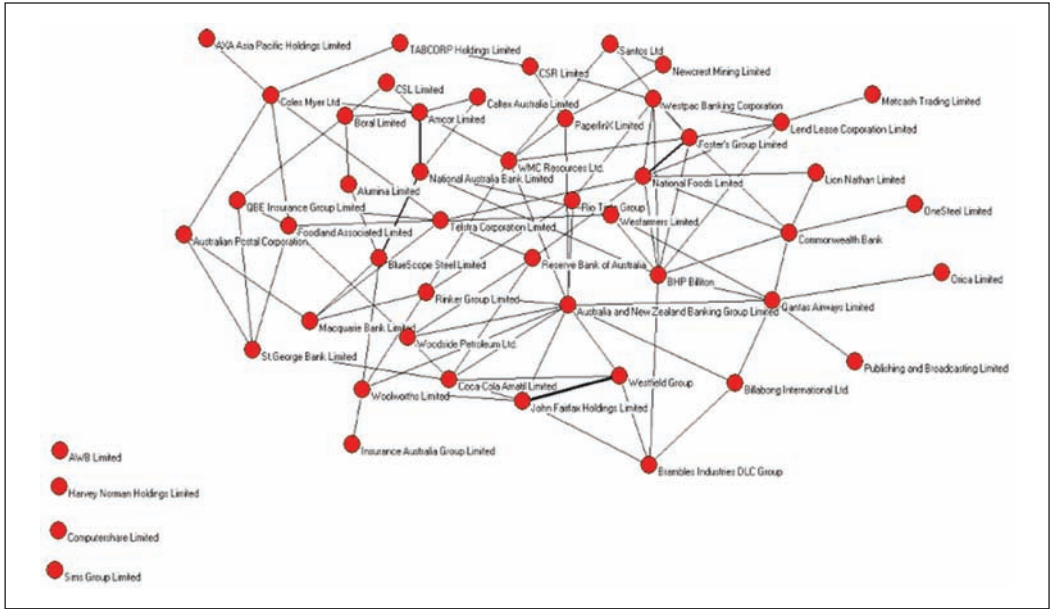 AXA Asia Pacific Holdings Limited
TABCORP Holdings Limited
Santos Ltd
CSR Limited
Newcrest Mining Limited
CSL Limited
Coles Myer Ltd
Caltex Australia Limited
Westpac Banking Corporation
Metcash Trading Limited
Boral Limited
Amcor Limited
PaperlinX Limited
Lend Lease Corporation Limited
Foster's Group Limited
WMC Resources Ltd.
National Australia Bank Limited
National Foods Limited
Lion Nathan Limited
Alumina Limited
QBE Insurance Group Limited
Rio Tinto Group
OneSteel Limited
Foodland Associated Limited
Telstra Corporation Limited
Wesfarmers Limited
Australian Postal Corporation
Commonwealth Bank
BlueScope Steel Limited
Reserve Bank of Australia
BHP Billiton
Orica Limited
Rinker Group Limited
Australia and New Zealand Banking Group Limited
Qantas Airways Limited
Macquarie Bank Limited
Woodside Petroleum Ltd.
St.George Bank Limited
Publishing and Broadcasting Limited
Coca-Cola Amatil Limited
Westfield Group
Billabong International Ltd
Woolworths Limited
John Fairfax Holdings Limited
Insurance Australia Group Limited
Brambles Industries DLC Group
AWB Limited
Harvey Norman Holdings Limited
Computershare Limited
Sims Group Limited